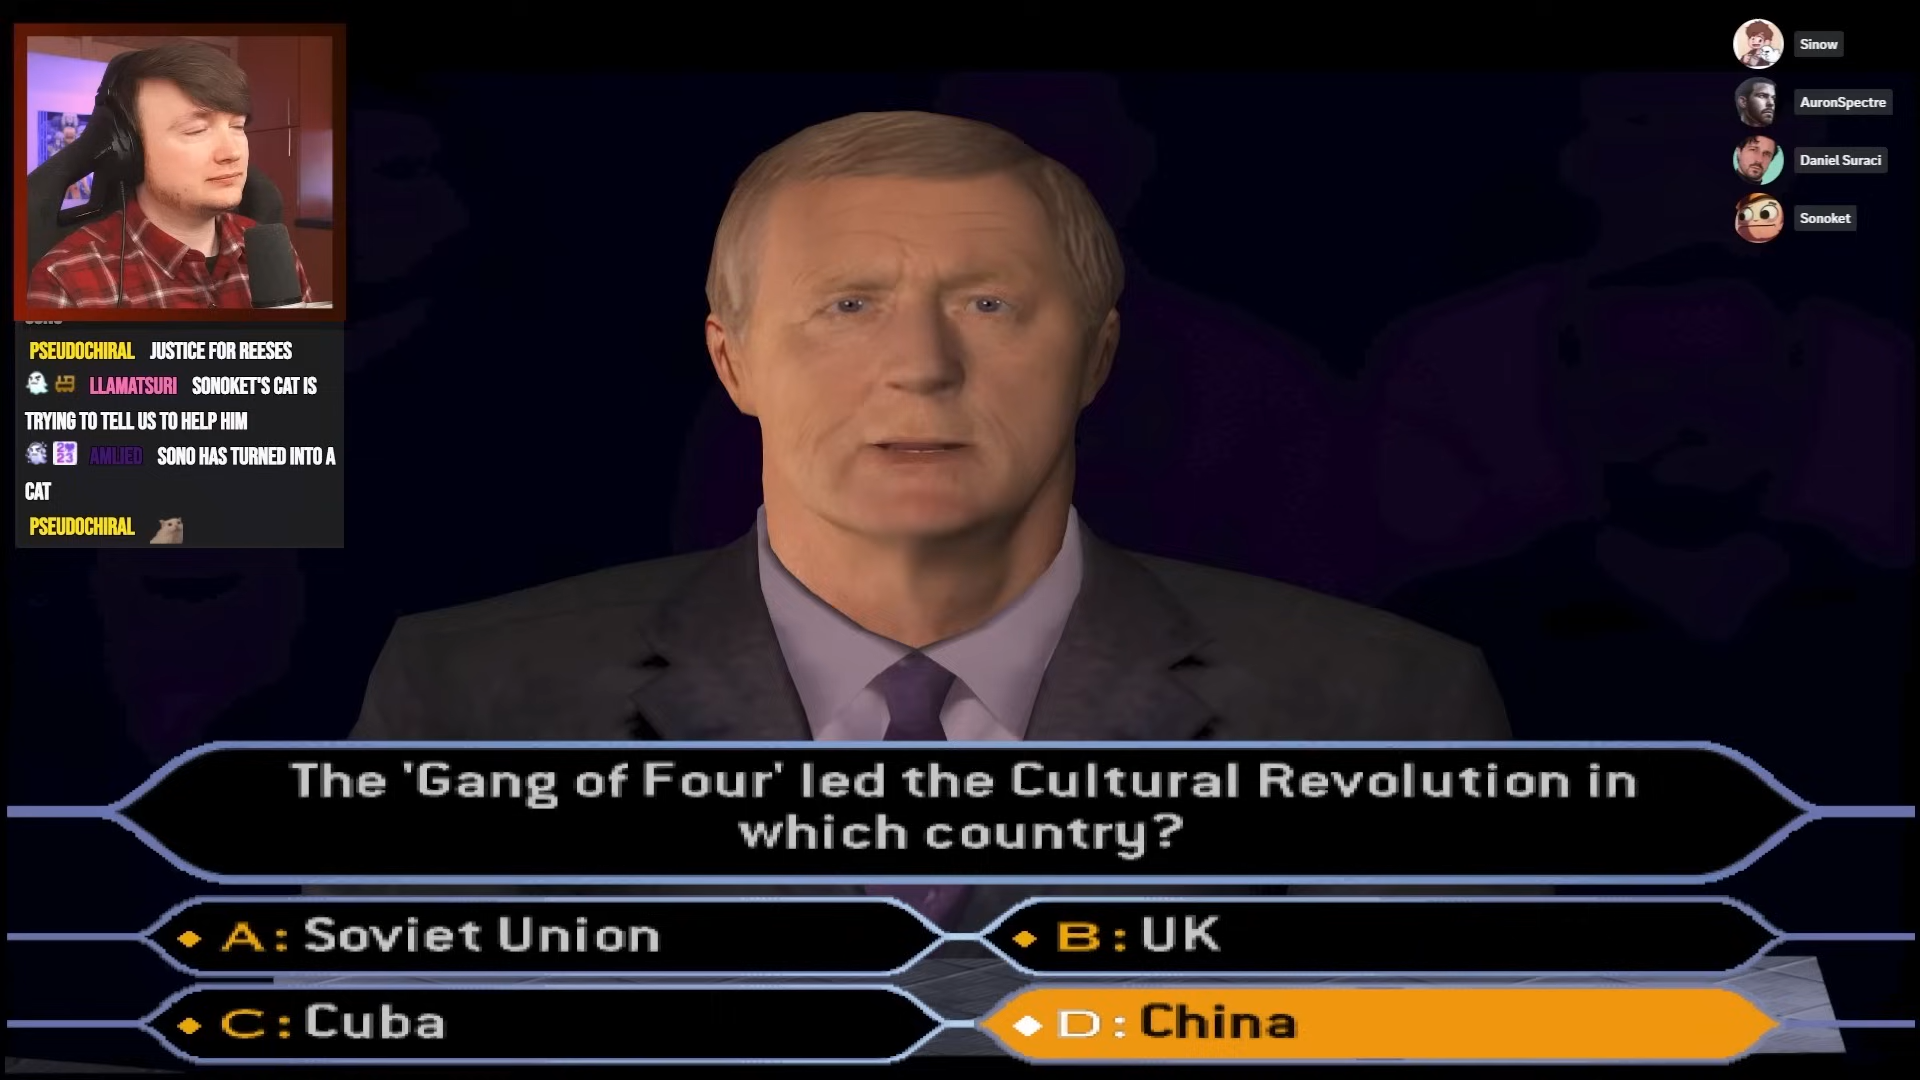 Sinow
AuronSpectre
Daniel Suraci
Sonoket
PSEUDOCHIRAL JUSTICE FOR REESES
LLAMATSURI SONOKET'S CAT IS
TRYING TO TELL US TO HELP HIM
AMLIED SONO HAS TURNED INTO A
CAT
PSEUDOCHIRAL
The 'Gang of Four' led the Cultural Revolution in
which country?
A: Soviet Union
B: UK
C: Cuba
D: China